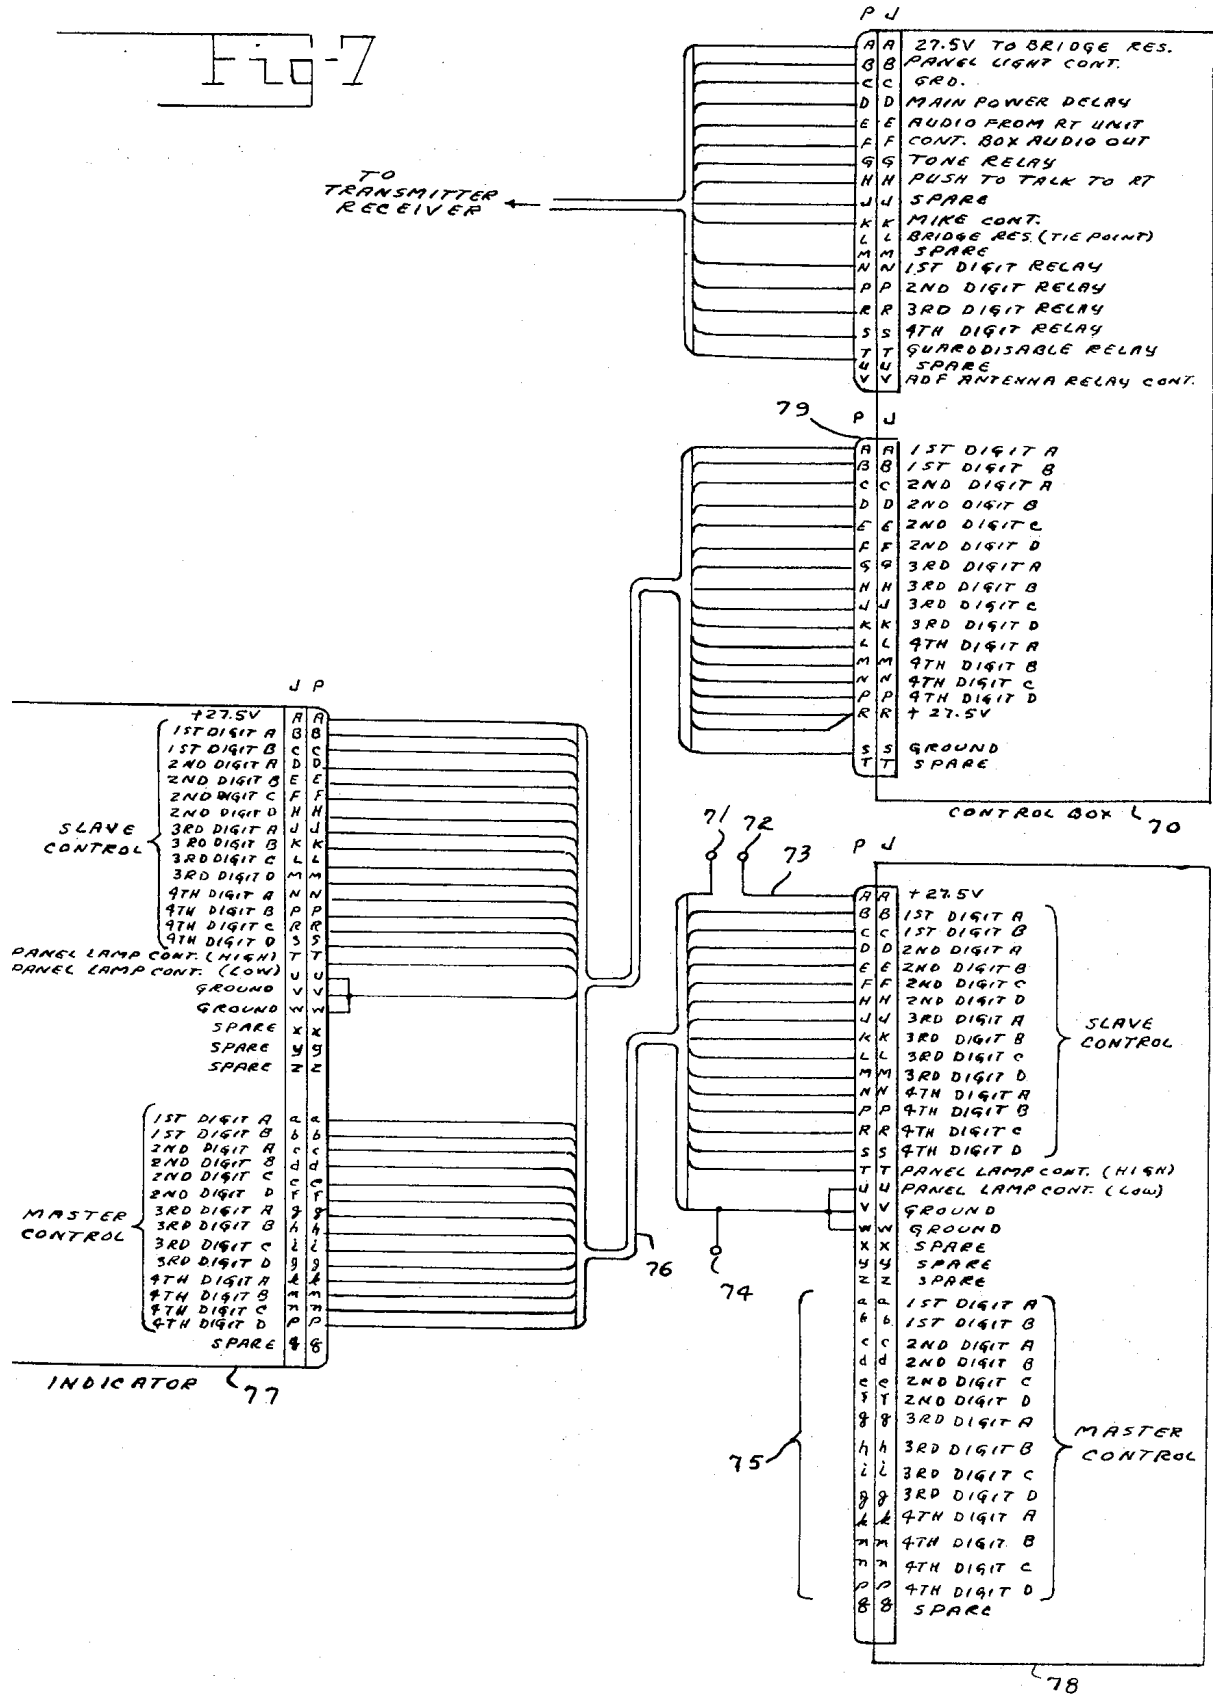 Fig-7
P J
A A 27.5V TO BRIDGE RES.
B B PANEL LIGHT CONT.
C C GRD.
D D MAIN POWER DELAY
E E AUDIO FROM RT UNIT
F F CONT. BOX AUDIO OUT
G G TONE RELAY
H H PUSH TO TALK TO RT
J J SPARE
K K MIKE CONT.
L L BRIDGE RES. (TIE POINT)
M M SPARE
N N 1ST DIGIT RELAY
P P 2ND DIGIT RELAY
R R 3RD DIGIT RELAY
S S 4TH DIGIT RELAY
T T GUARD DISABLE RELAY
U U SPARE
V V ADF ANTENNA RELAY CONT.
TO
TRANSMITTER
RECEIVER
79
P J
A A 1ST DIGIT A
B B 1ST DIGIT B
C C 2ND DIGIT A
D D 2ND DIGIT B
E E 2ND DIGIT C
F F 2ND DIGIT D
G G 3RD DIGIT A
H H 3RD DIGIT B
J J 3RD DIGIT C
K K 3RD DIGIT D
L L 4TH DIGIT A
M M 4TH DIGIT B
N N 4TH DIGIT C
P P 4TH DIGIT D
R R + 27.5V
S S GROUND
T T SPARE
CONTROL BOX 70
J P
+27.5V A A
1ST DIGIT A B B
1ST DIGIT B C C
2ND DIGIT A D D
2ND DIGIT B E E
2ND DIGIT C F F
2ND DIGIT D H H
3RD DIGIT A J J
3RD DIGIT B K K
3RD DIGIT C L L
3RD DIGIT D M M
4TH DIGIT A N N
4TH DIGIT B P P
4TH DIGIT C R R
4TH DIGIT D S S
SLAVE
CONTROL
PANEL LAMP CONT. (HIGH) T T
PANEL LAMP CONT. (LOW) U U
GROUND V V
GROUND W W
SPARE X X
SPARE y y
SPARE z z
1ST DIGIT A a a
1ST DIGIT B b b
2ND DIGIT A c c
2ND DIGIT B d d
2ND DIGIT C e e
2ND DIGIT D f f
3RD DIGIT A g g
3RD DIGIT B h h
3RD DIGIT C i i
3RD DIGIT D g g
4TH DIGIT A k k
4TH DIGIT B m m
4TH DIGIT C n n
4TH DIGIT D p p
SPARE q q
MASTER
CONTROL
INDICATOR 77
71 72
73
74
75
76
P J
A A +27.5V
B B 1ST DIGIT A
C C 1ST DIGIT B
D D 2ND DIGIT A
E E 2ND DIGIT B
F F 2ND DIGIT C
H H 2ND DIGIT D
J J 3RD DIGIT A
K K 3RD DIGIT B
L L 3RD DIGIT C
M M 3RD DIGIT D
N N 4TH DIGIT A
P P 4TH DIGIT B
R R 4TH DIGIT C
S S 4TH DIGIT D
SLAVE
CONTROL
T T PANEL LAMP CONT. (HIGH)
U U PANEL LAMP CONT. (LOW)
V V GROUND
W W GROUND
X X SPARE
y y SPARE
z z SPARE
a a 1ST DIGIT A
b b 1ST DIGIT B
c c 2ND DIGIT A
d d 2ND DIGIT B
e e 2ND DIGIT C
f f 2ND DIGIT D
g g 3RD DIGIT A
h h 3RD DIGIT B
i i 3RD DIGIT C
g g 3RD DIGIT D
k k 4TH DIGIT A
m m 4TH DIGIT B
n n 4TH DIGIT C
p p 4TH DIGIT D
q q SPARE
MASTER
CONTROL
78